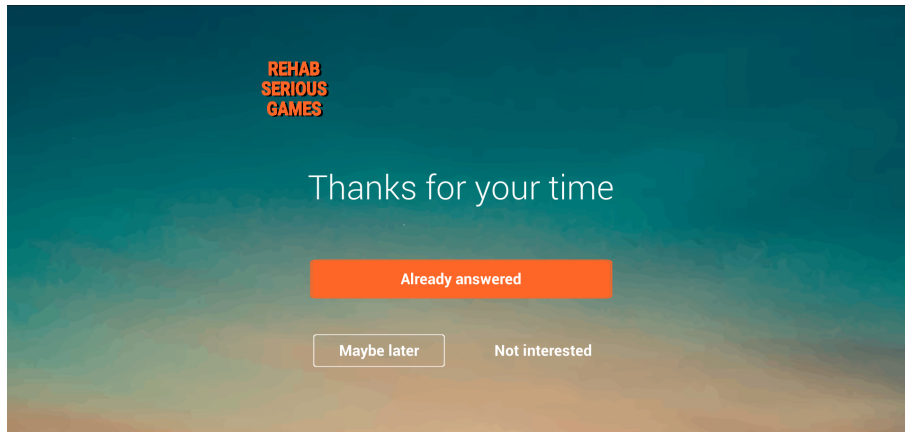 REHAB
SERIOUS
GAMES
Thanks for your time
Already answered
Maybe later
Not interested